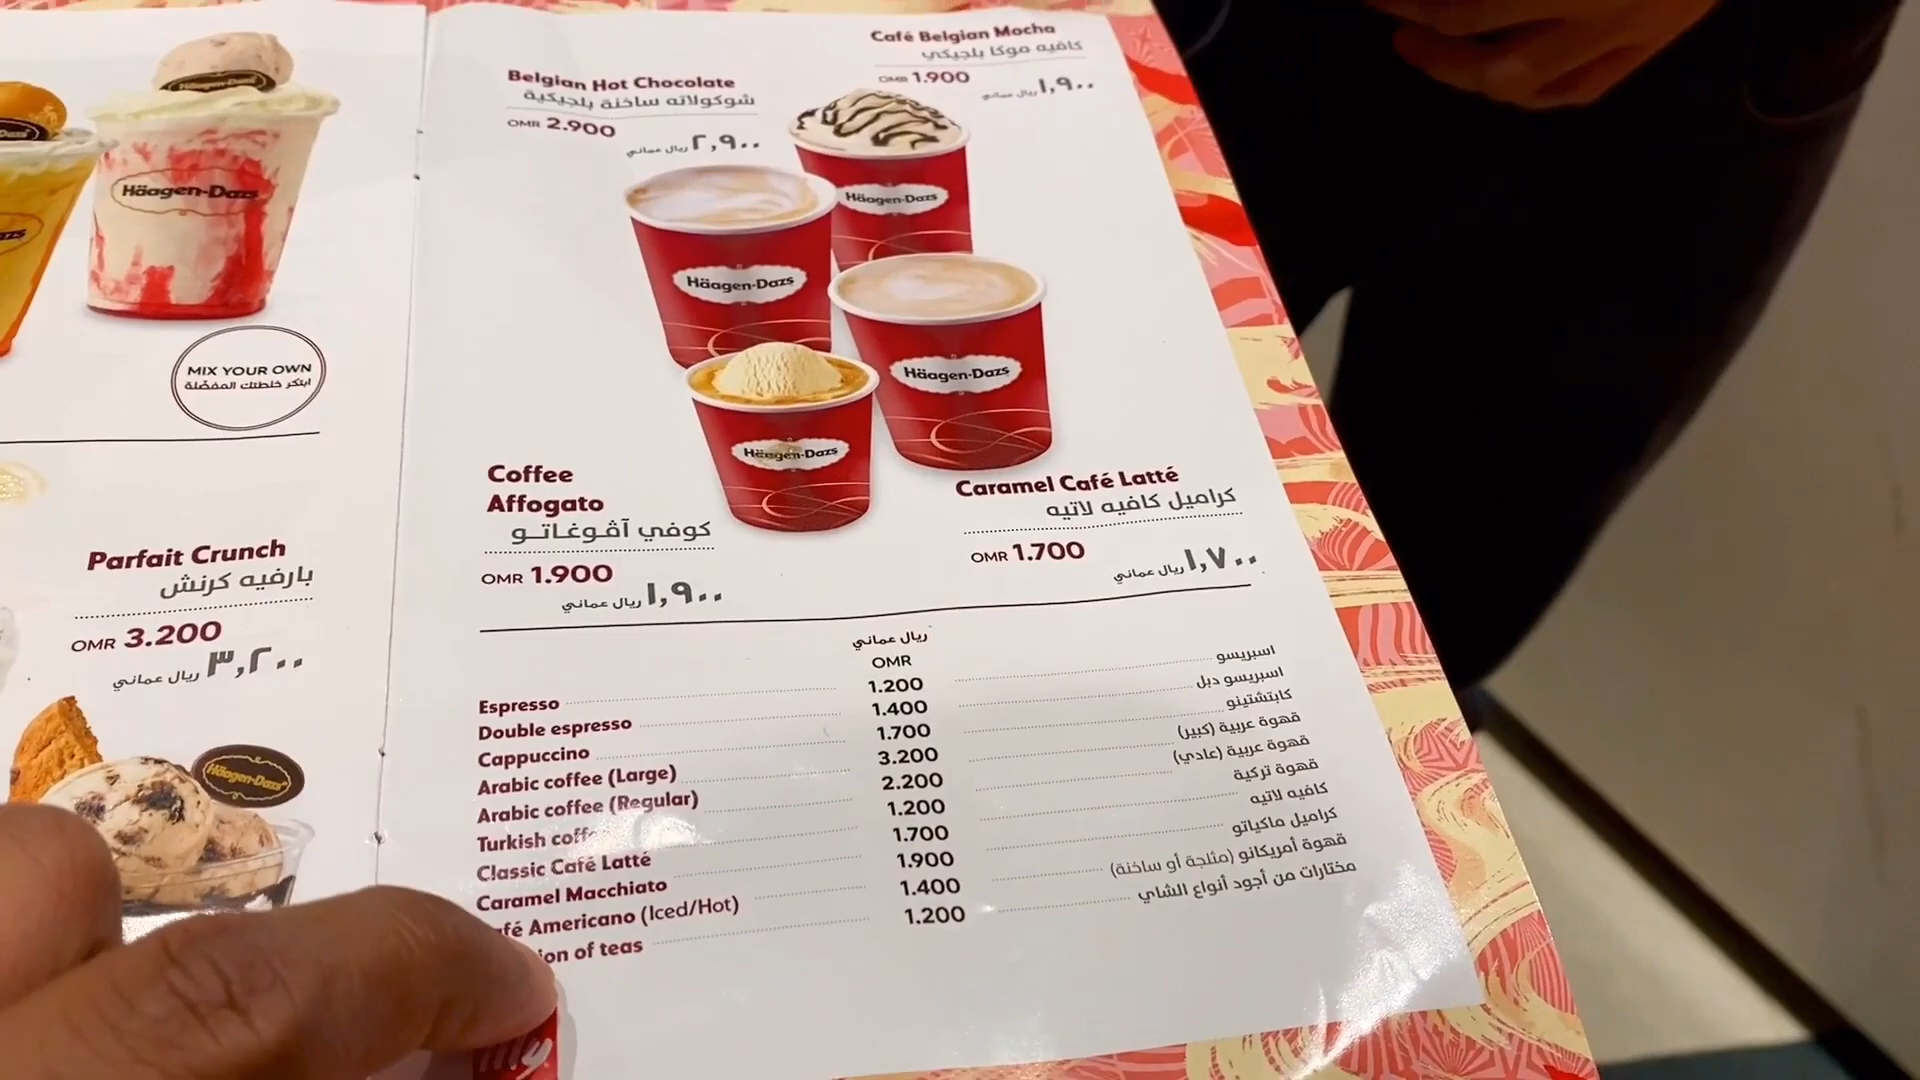 Häagen-Dazs
Häagen-Dazs
MIX YOUR OWN
ابتكر خلطتك المفضّلة
Parfait Crunch
بارفيه كرنش
OMR 3.200
٣,٢٠٠ ريال عماني
Häagen-Dazs
Belgian Hot Chocolate
شوكولاته ساخنة بلجيكية
OMR 2.900
٢,٩٠٠ ريال عماني
Café Belgian Mocha
كافيه موكا بلجيكي
OMR 1.900
١,٩٠٠ ريال عماني
Häagen-Dazs
Häagen-Dazs
Häagen-Dazs
Häagen-Dazs
Coffee
Affogato
كوفي آڤوغاتو
OMR 1.900
١,٩٠٠ ريال عماني
Caramel Café Latté
كراميل كافيه لاتيه
OMR 1.700
١,٧٠٠ ريال عماني
ريال عماني
OMR
Espresso 1.200 اسبريسو
Double espresso 1.400 اسبريسو دبل
Cappuccino 1.700 كابتشتينو
Arabic coffee (Large) 3.200 قهوة عربية (كبير)
Arabic coffee (Regular) 2.200 قهوة عربية (عادي)
Turkish 1.200 قهوة تركية
Classic Café Latté 1.700 كافيه لاتيه
Caramel Macchiato 1.900 كراميل ماكياتو
Americano (Iced/Hot) 1.400 قهوة أمريكانو (مثلجة أو ساخنة)
of teas 1.200 مختارات من أجود أنواع الشاي
illy